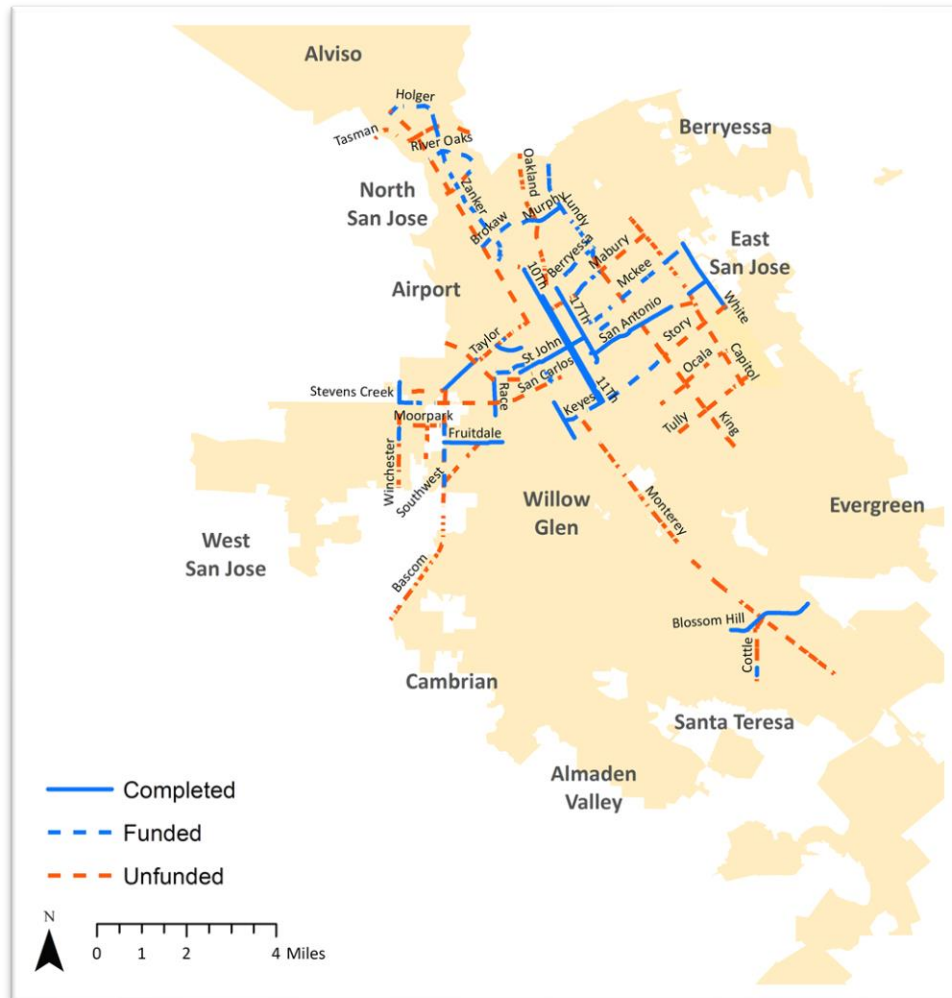 Alviso
Holger
Tasman
River Oaks
Berryessa
North
San Jose
Zanker
Oakland
Brokaw
Murphy
Lundy
East
San Jose
Berryessa
Mabury
Mckee
Airport
10Th
17Th
San Antonio
White
Taylor
St John
San Carlos
Story
Ocala
Capitol
Stevens Creek
Race
11Th
Keyes
Moorpark
Fruitdale
Tully
King
Winchester
Southwest
Willow
Glen
Monterey
Evergreen
West
San Jose
Bascom
Blossom Hill
Cottle
Cambrian
Santa Teresa
Almaden
Valley
Completed
Funded
Unfunded
N
0 1 2 4 Miles